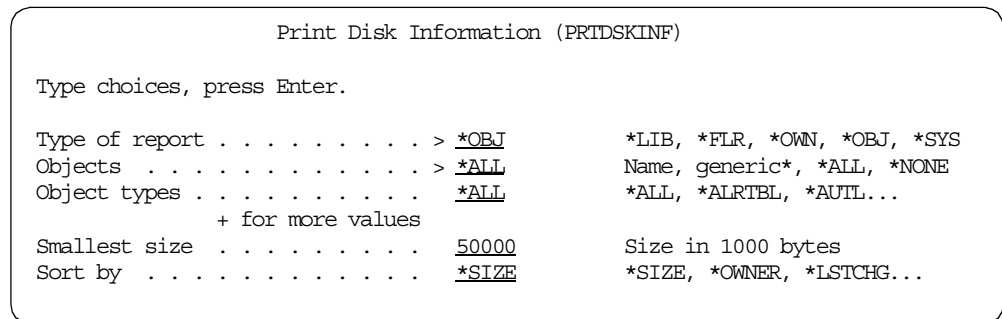 Print Disk Information (PRTDSKINF)
Type choices, press Enter.
Type of report . . . . . . . . . > *OBJ *LIB, *FLR, *OWN, *OBJ, *SYS
Objects . . . . . . . . . . . . . > *ALL Name, generic*, *ALL, *NONE
Object types . . . . . . . . . . *ALL *ALL, *ALRTBL, *AUTL...
+ for more values
Smallest size . . . . . . . . . 50000 Size in 1000 bytes
Sort by . . . . . . . . . . . . . *SIZE *SIZE, *OWNER, *LSTCHG...